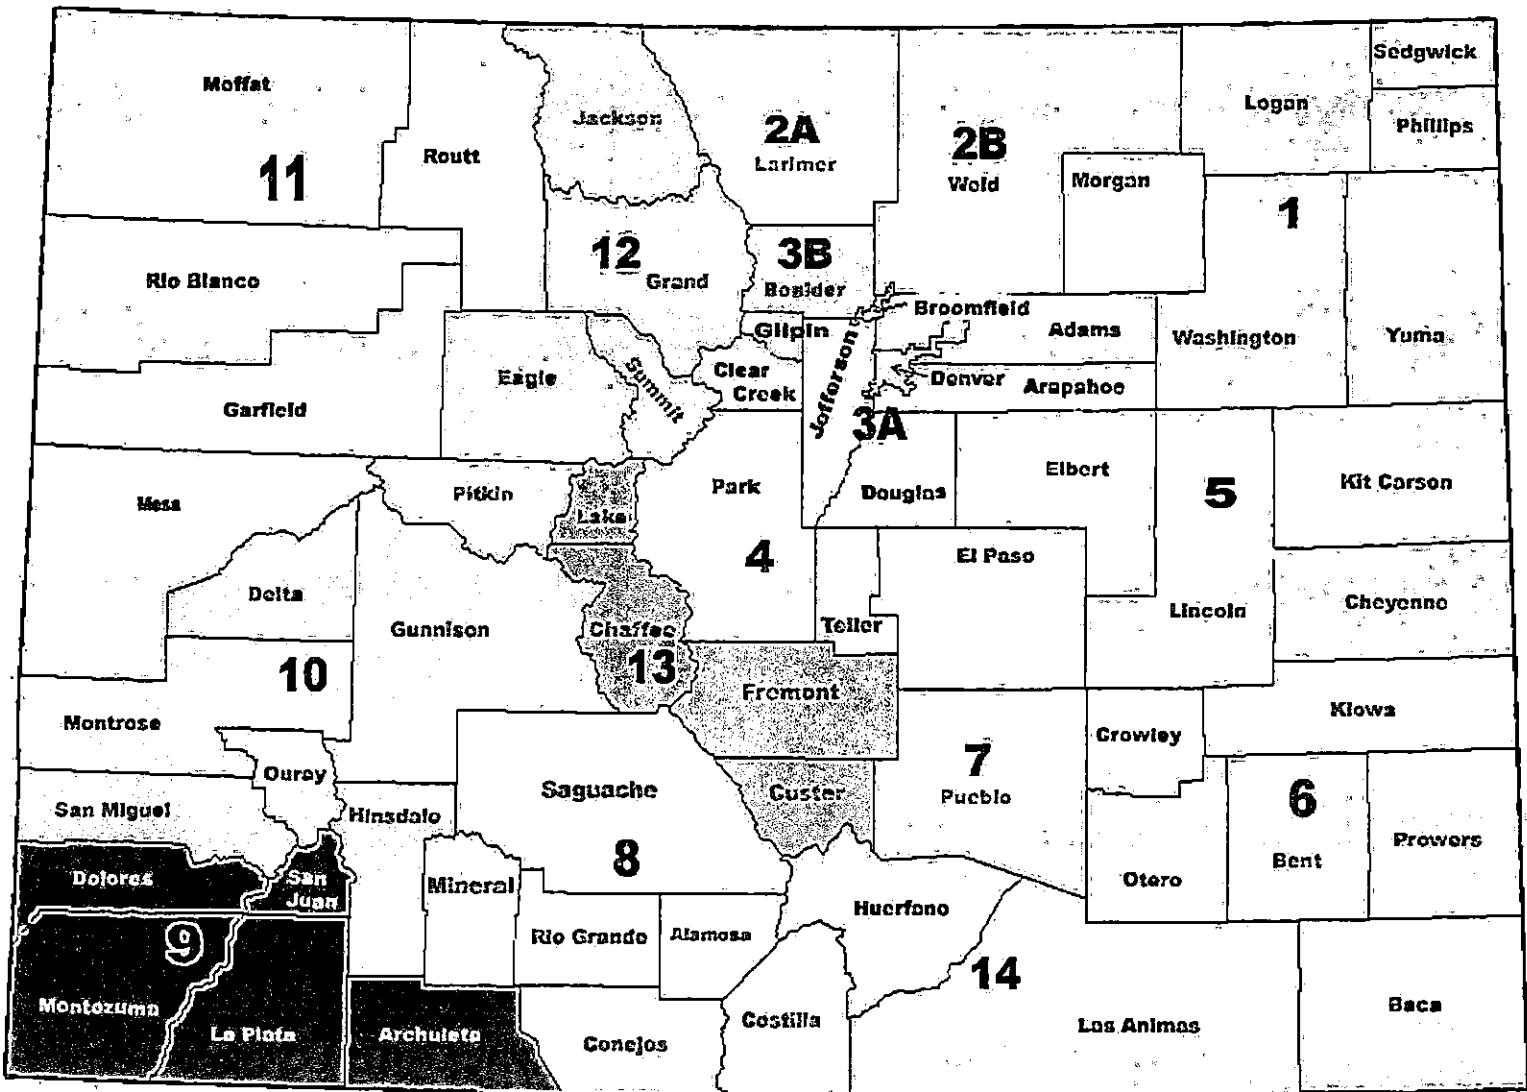 Moffat
11
Routt
Jackson
2A
Larimer
2B
Weld
Morgan
Logan
Sedgwick
Phillips
1
Rio Blanco
12
Grand
3B
Boulder
Gilpin
Broomfield
Adams
Washington
Yuma
Garfield
Eagle
Summit
Clear
Creek
Jefferson
Denver
Arapahoe
3A
Mesa
Pitkin
Lake
Park
Douglas
Elbert
5
Kit Carson
4
El Paso
Delta
Gunnison
Chaffee
13
Teller
Lincoln
Cheyenne
10
Fremont
Montrose
Ouray
Saguache
Custer
7
Pueblo
Crowley
Kiowa
San Miguel
Hinsdale
8
6
Bent
Prowers
Dolores
San
Juan
Mineral
Otero
9
Rio Grande
Alamosa
Huerfano
14
Montezuma
La Plata
Archuleta
Conejos
Costilla
Las Animas
Baca